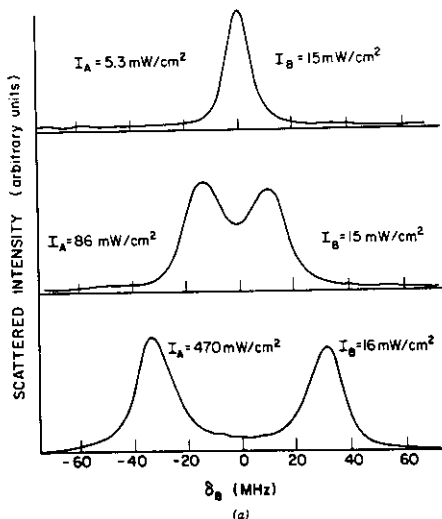 SCATTERED INTENSITY (arbitrary units)
I_A = 5.3 mW/cm² I_B = 15 mW/cm²
I_A = 86 mW/cm² I_B = 15 mW/cm²
I_A = 470 mW/cm² I_B = 16 mW/cm²
-60 -40 -20 0 20 40 60
δ_B (MHz)
(a)